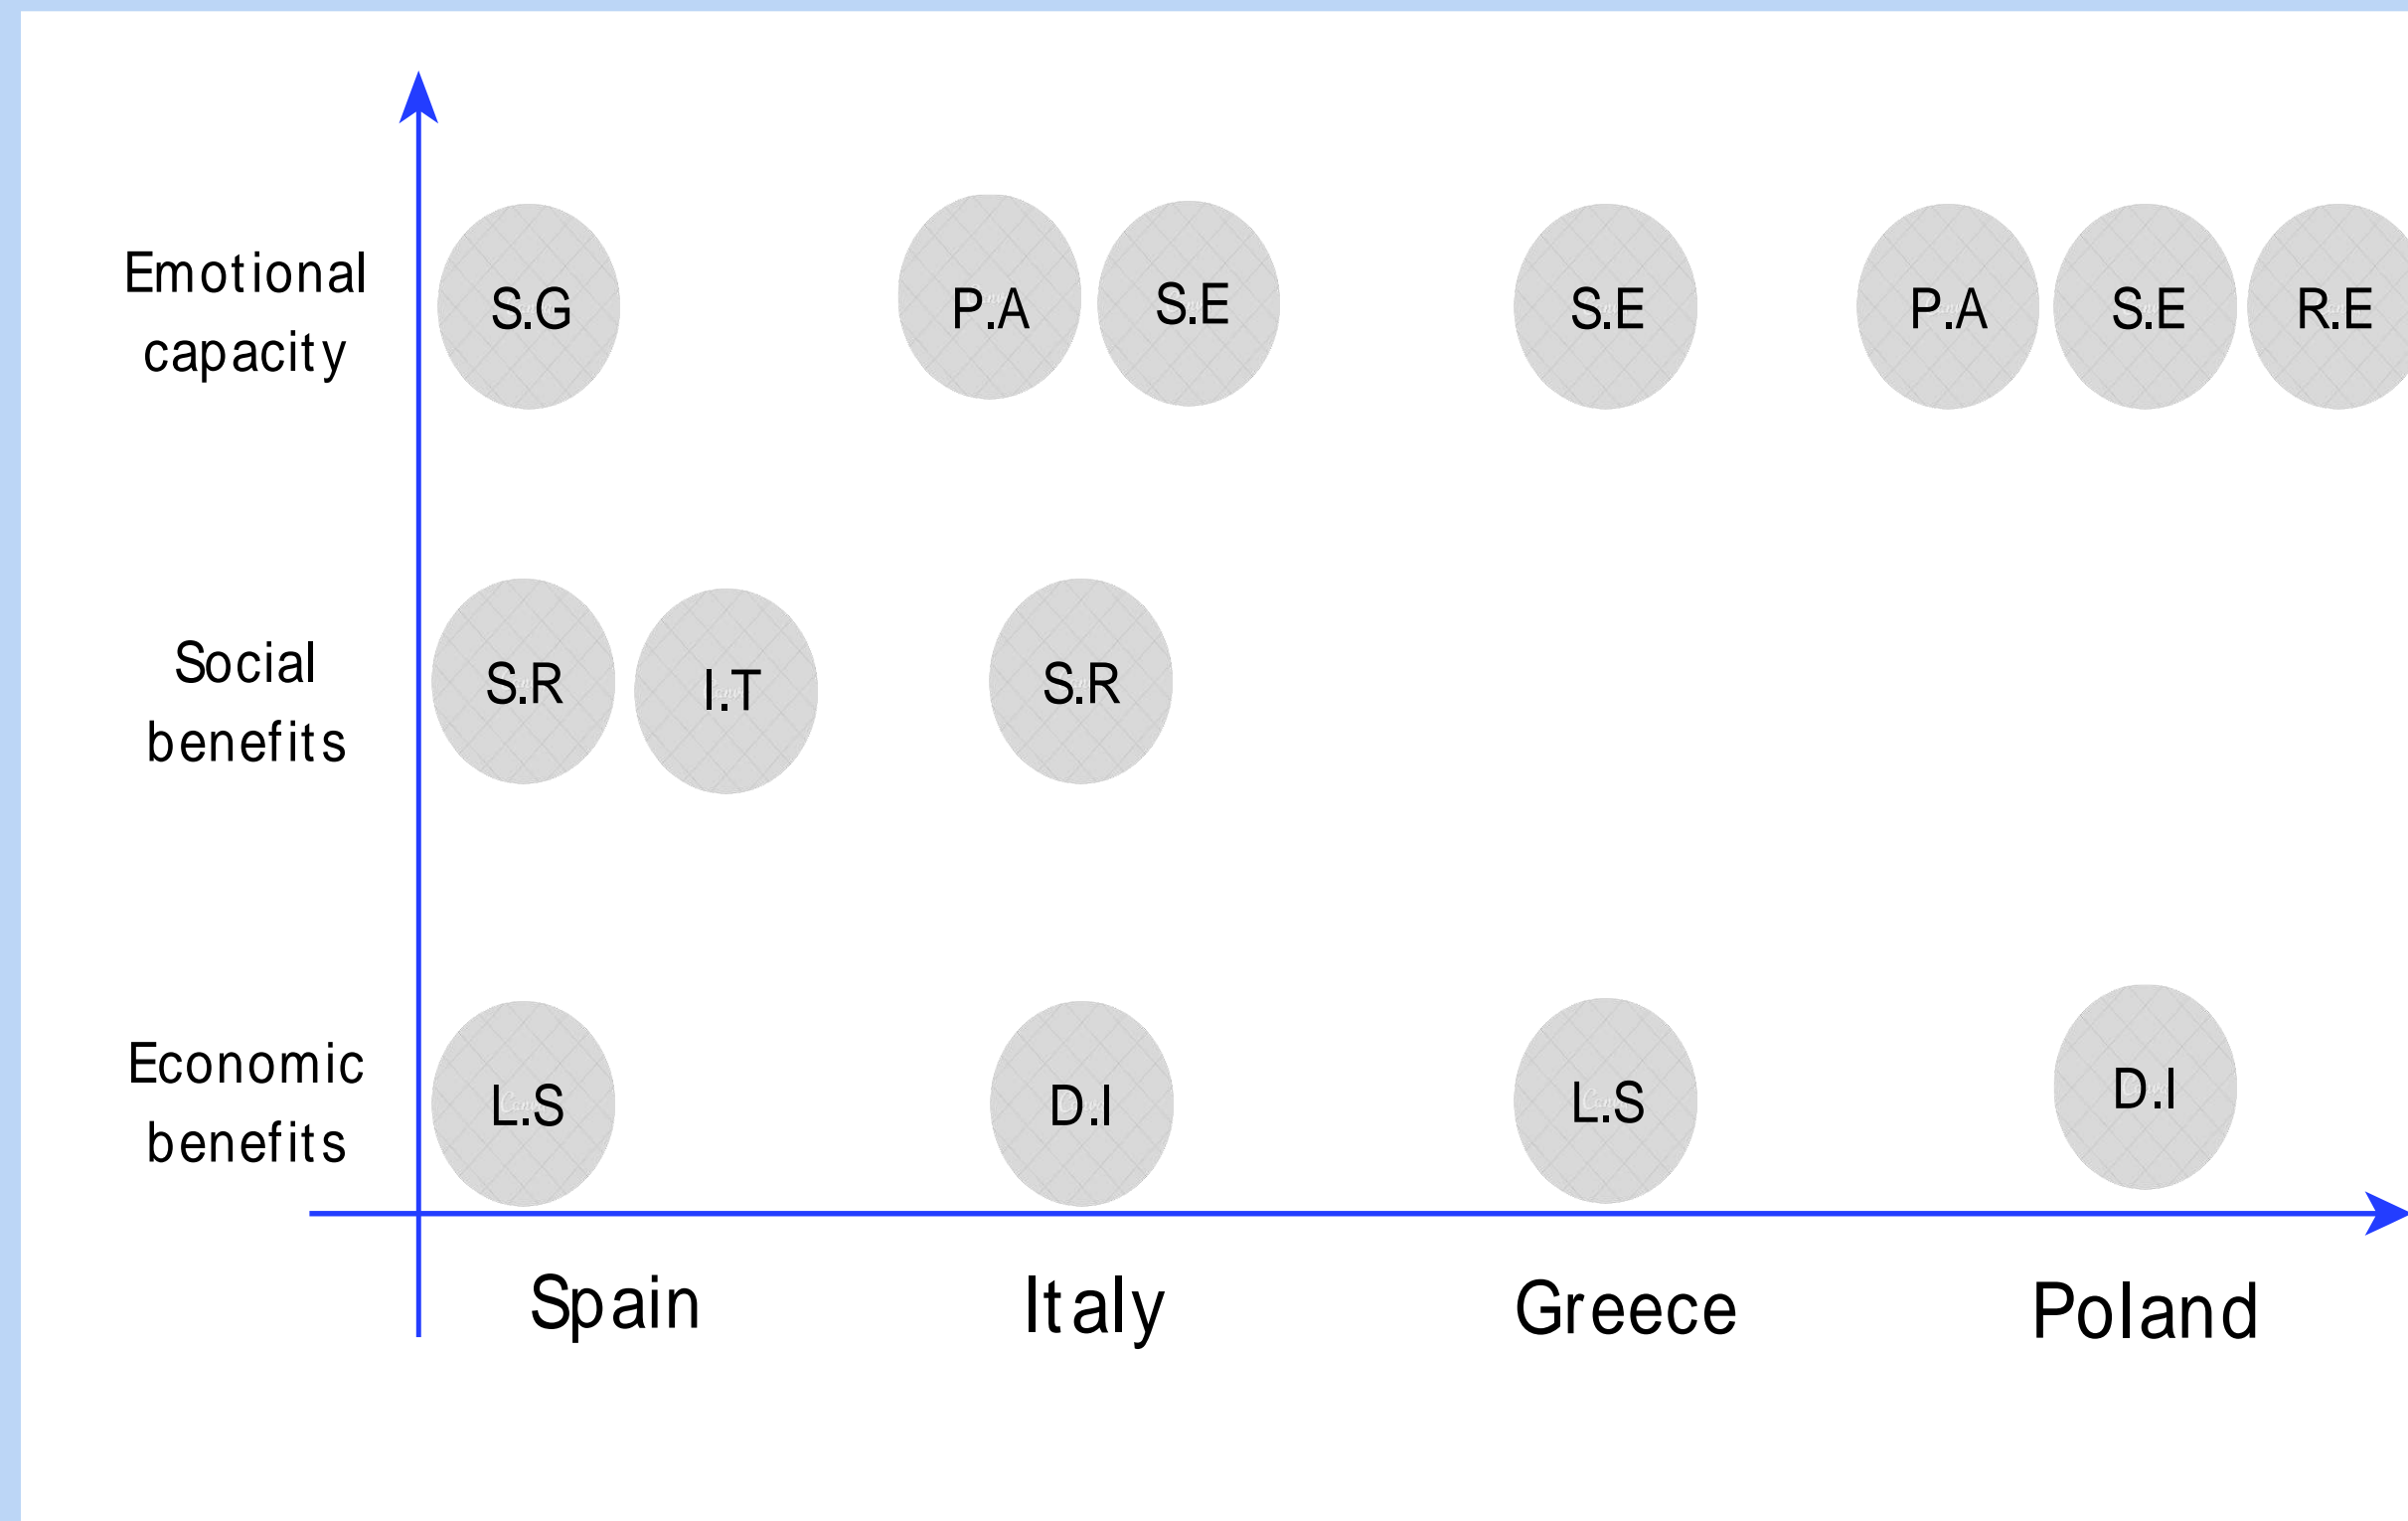 Emotional
capacity
S.G
P.A
S.E
S.E
P.A
S.E
R.E
Social
benefits
S.R
I.T
S.R
Economic
benefits
L.S
D.I
L.S
D.I
Spain
Italy
Greece
Poland